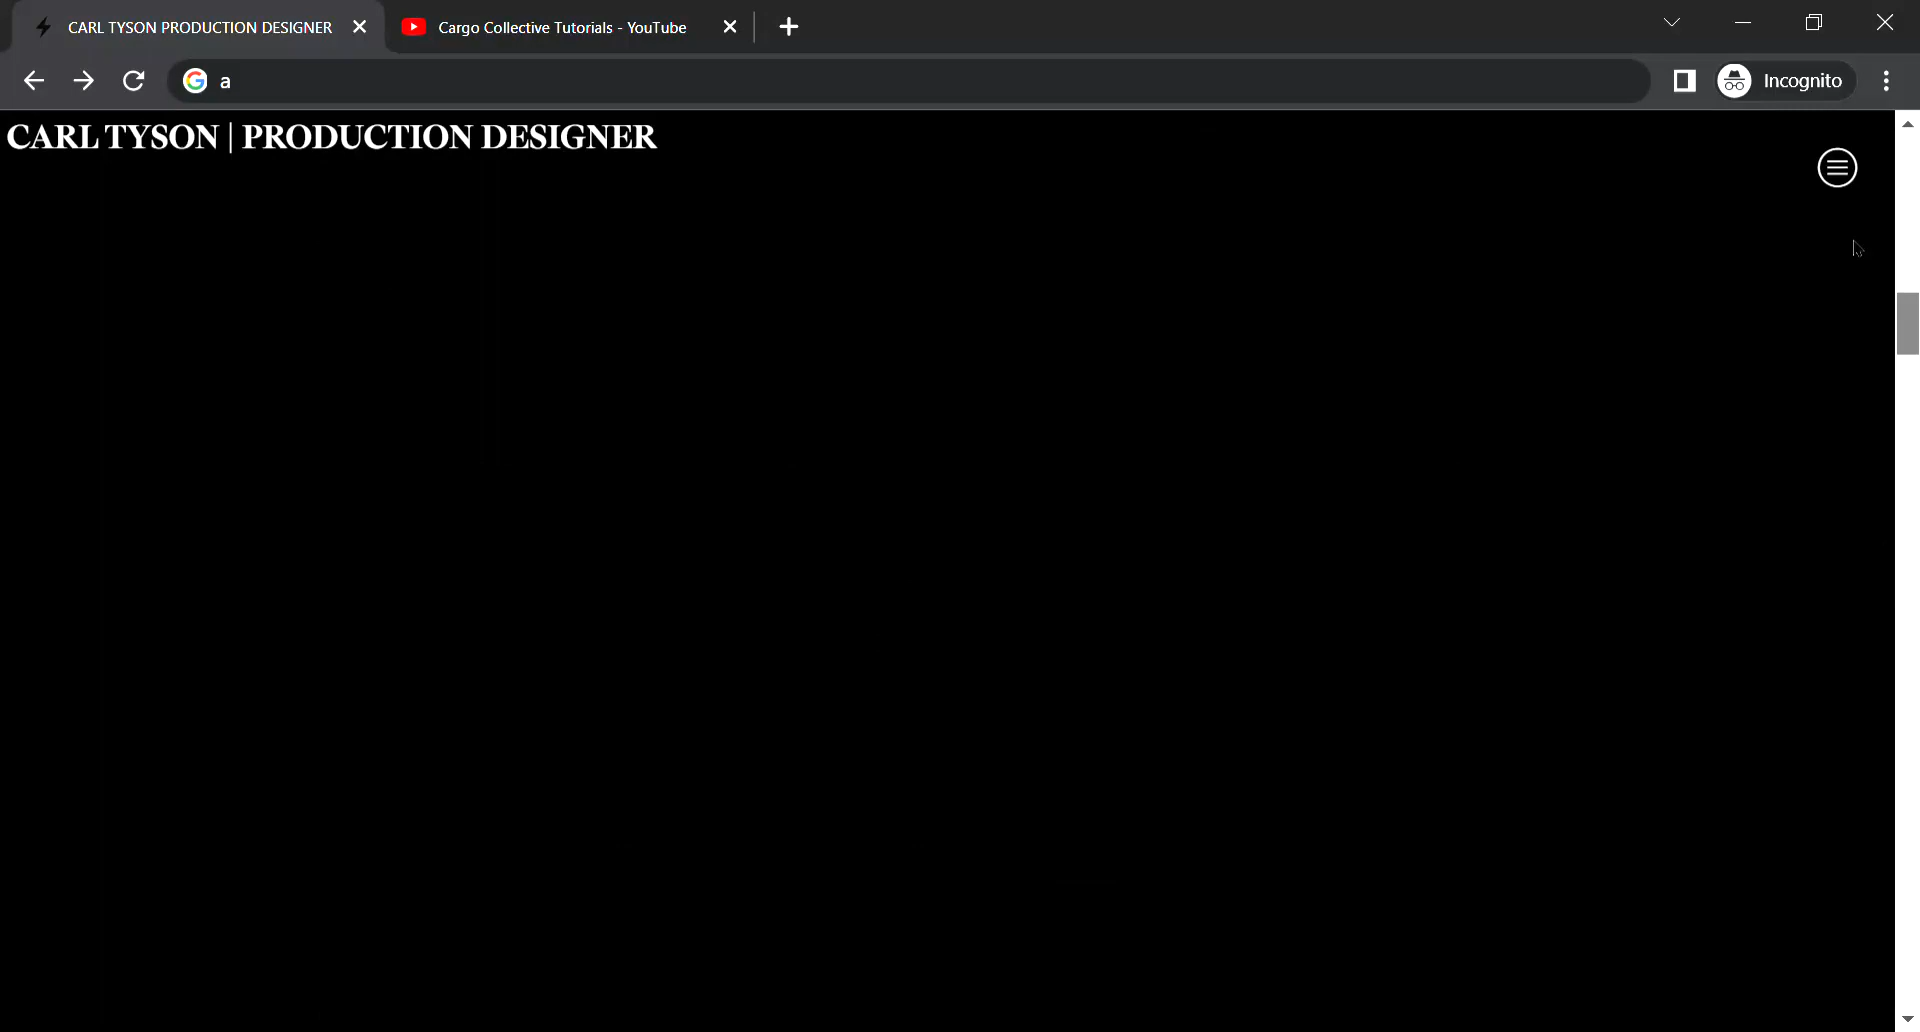 CARL TYSON PRODUCTION DESIGNER
Cargo Collective Tutorials - YouTube
a
Incognito
CARL TYSON | PRODUCTION DESIGNER